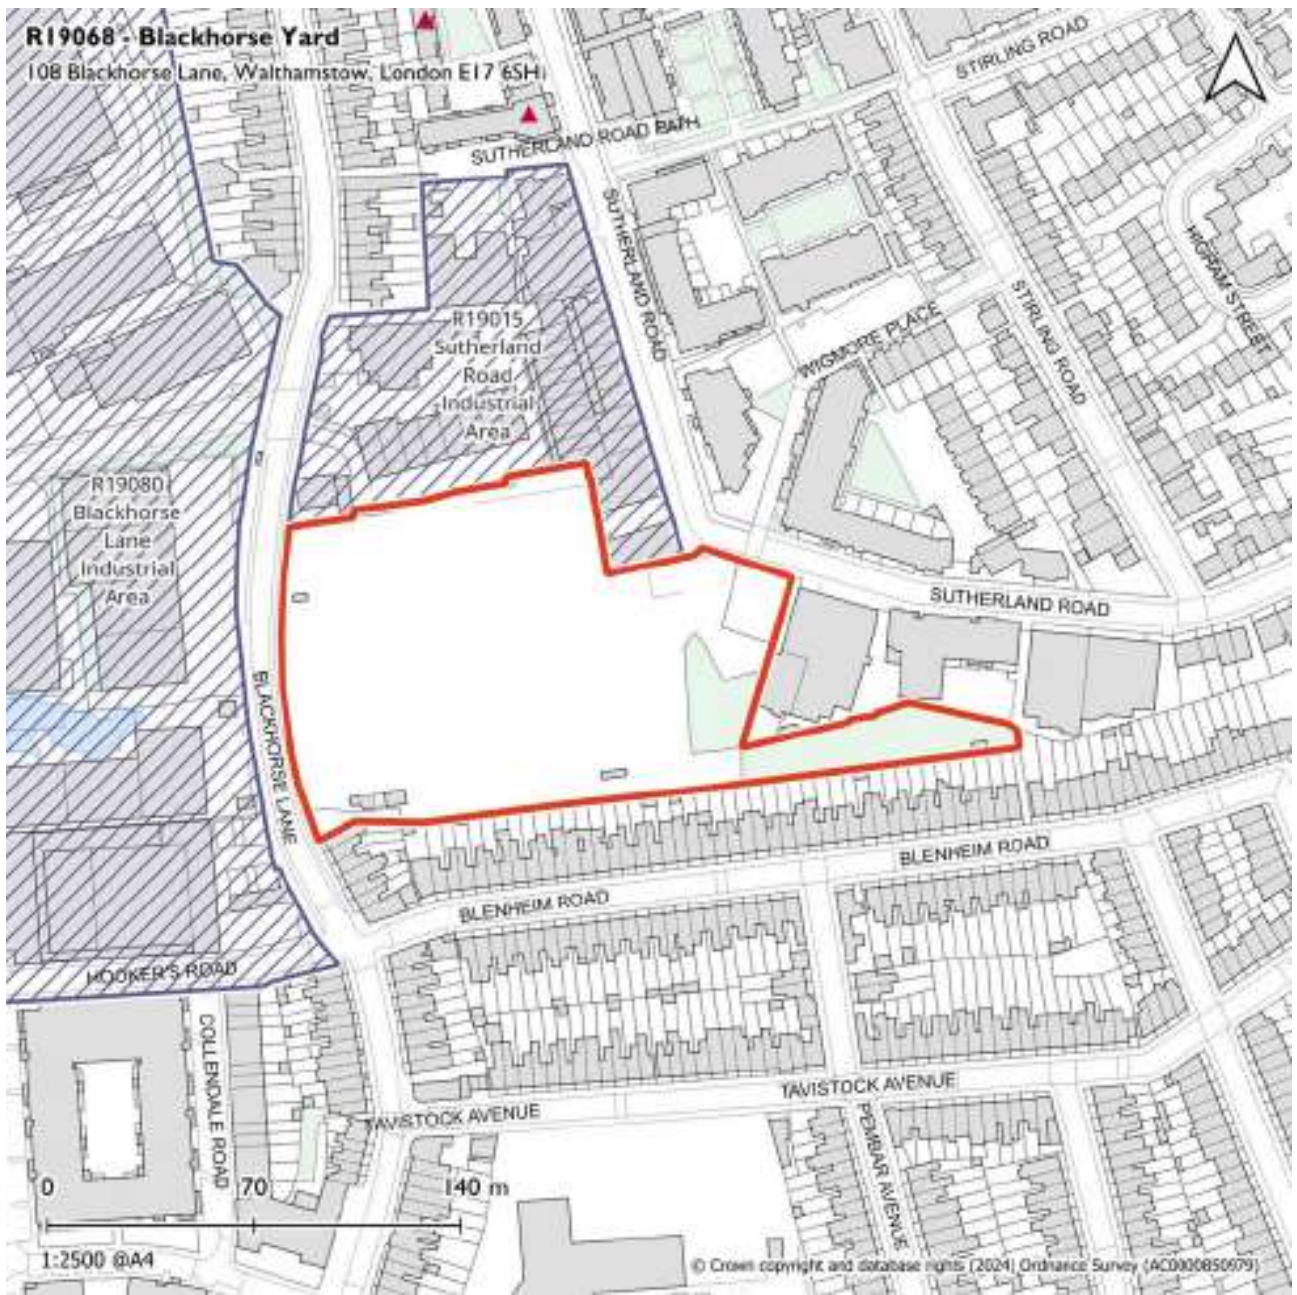 R19068 - Blackhorse Yard
108 Blackhorse Lane, Walthamstow, London E17 6SH
STIRLING ROAD
SUTHERLAND ROAD PATH
SUTHERLAND ROAD
HIGRAM STREET
STIRLING ROAD
WIGMORE PLACE
R19015
Sutherland
Road
Industrial
Area
R19080
Blackhorse
Lane
Industrial
Area
SUTHERLAND ROAD
BLACKHORSE LANE
BLENHEIM ROAD
BLENHEIM ROAD
HOOKER'S ROAD
COLLENDALE ROAD
TAVISTOCK AVENUE
TAVISTOCK AVENUE
PEMBAR AVENUE
0 70 140 m
1:2500 @A4
© Crown copyright and database rights (2024) Ordnance Survey (AC0000850979)